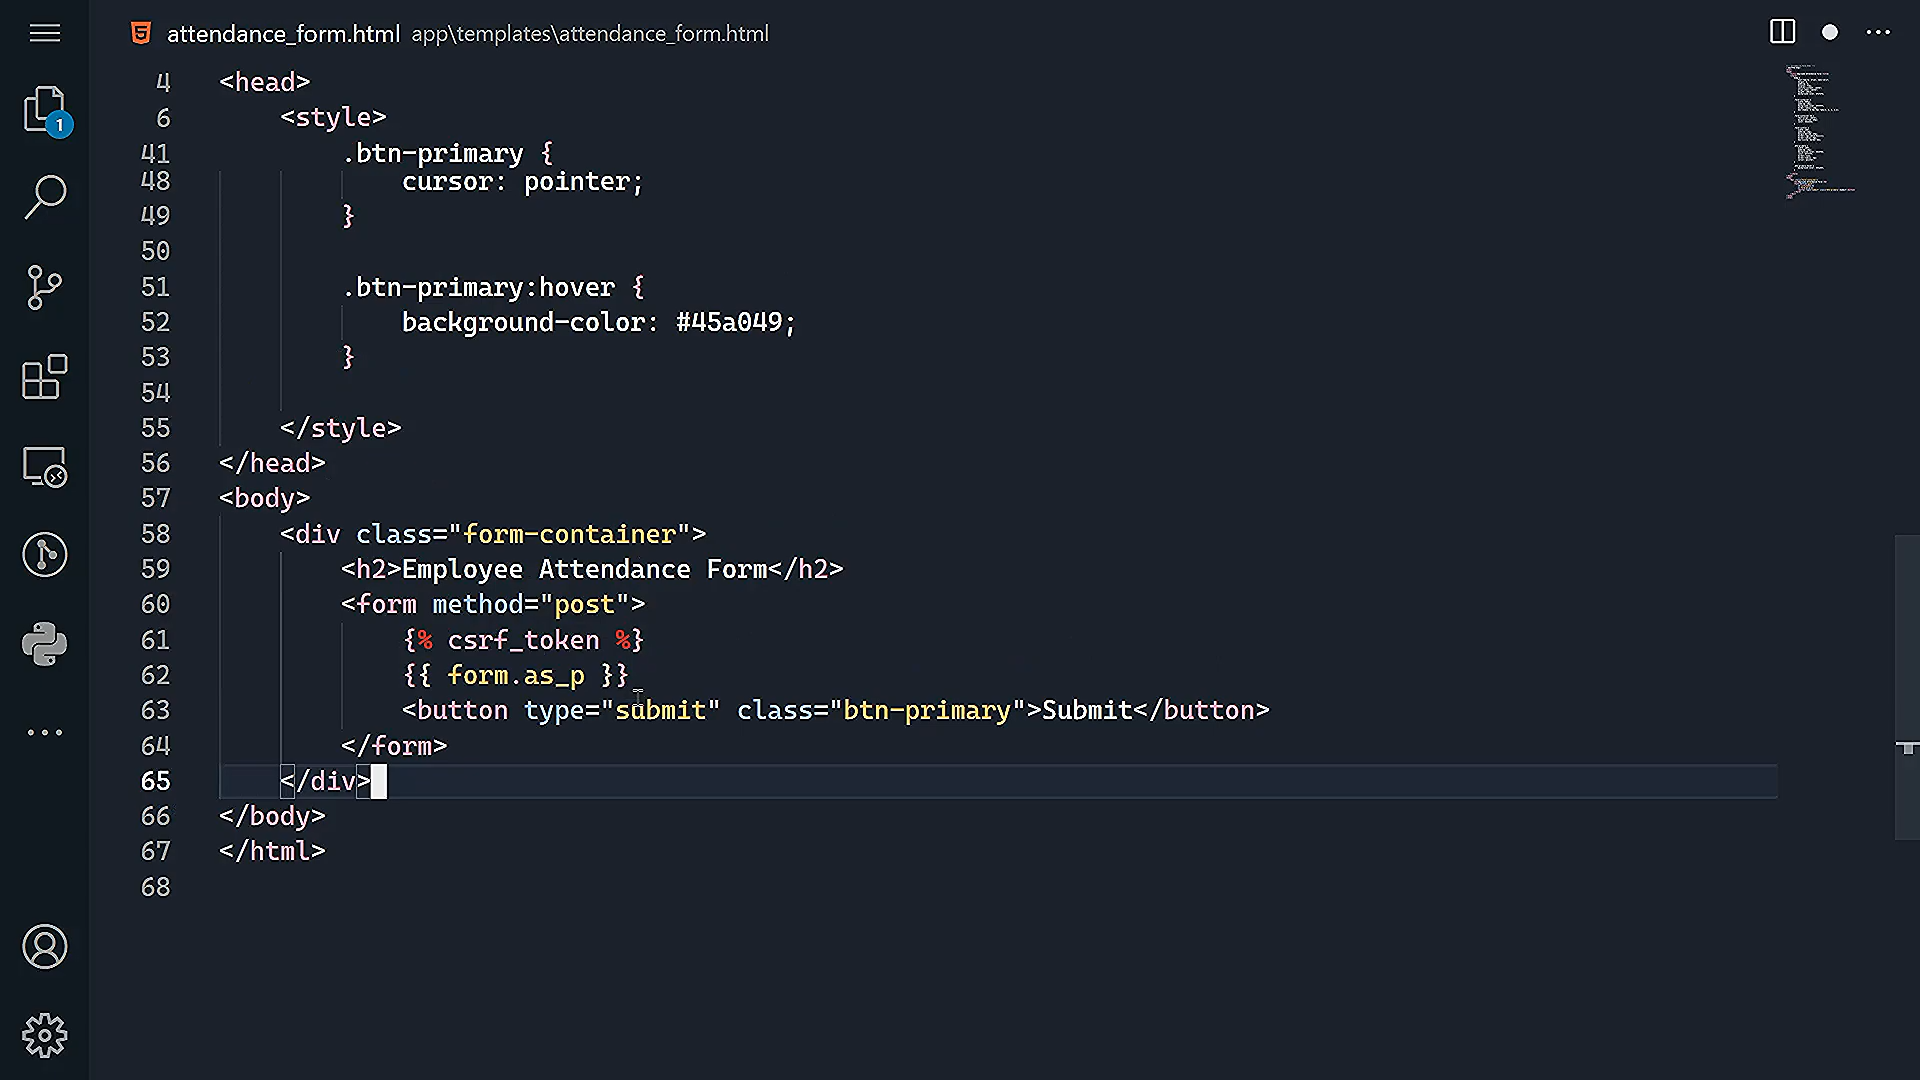 attendance_form.html app\templates\attendance_form.html
4 <head>
6 <style>
41 .btn-primary {
48 cursor: pointer;
49 }
50
51 .btn-primary:hover {
52 background-color: #45a049;
53 }
54
55 </style>
56 </head>
57 <body>
58 <div class="form-container">
59 <h2>Employee Attendance Form</h2>
60 <form method="post">
61 {% csrf_token %}
62 {{ form.as_p }}
63 <button type="submit" class="btn-primary">Submit</button>
64 </form>
65 </div>
66 </body>
67 </html>
68
1